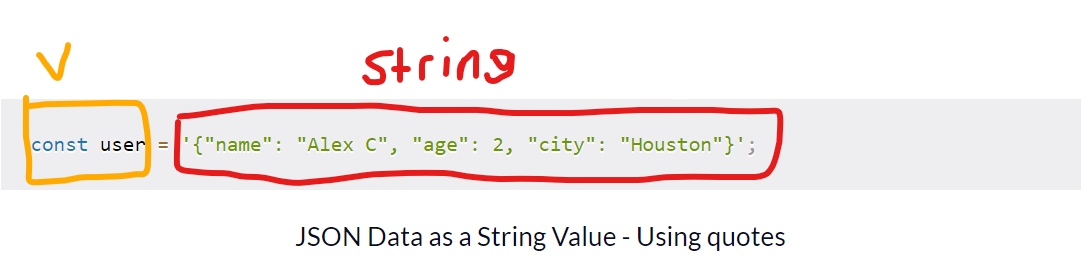 V
string
const user = '{"name": "Alex C", "age": 2, "city": "Houston"}';
JSON Data as a String Value - Using quotes